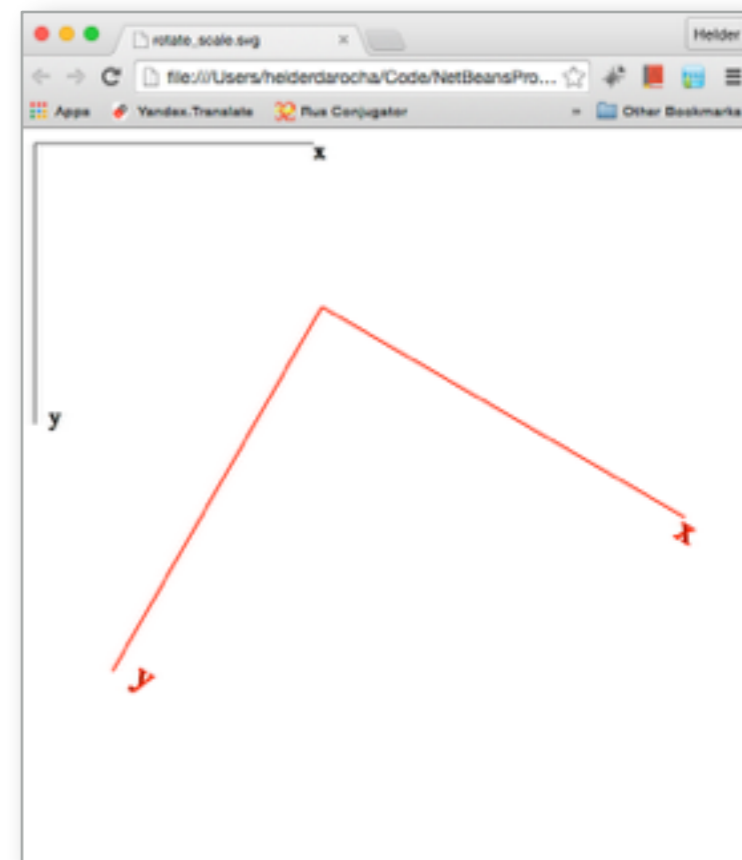 rotate_scale.svg
Helder
file:///Users/helderdarocha/Code/NetBeansPro...
Apps Yandex.Translate Rus Conjugator » Other Bookmarks
x
y
x
y